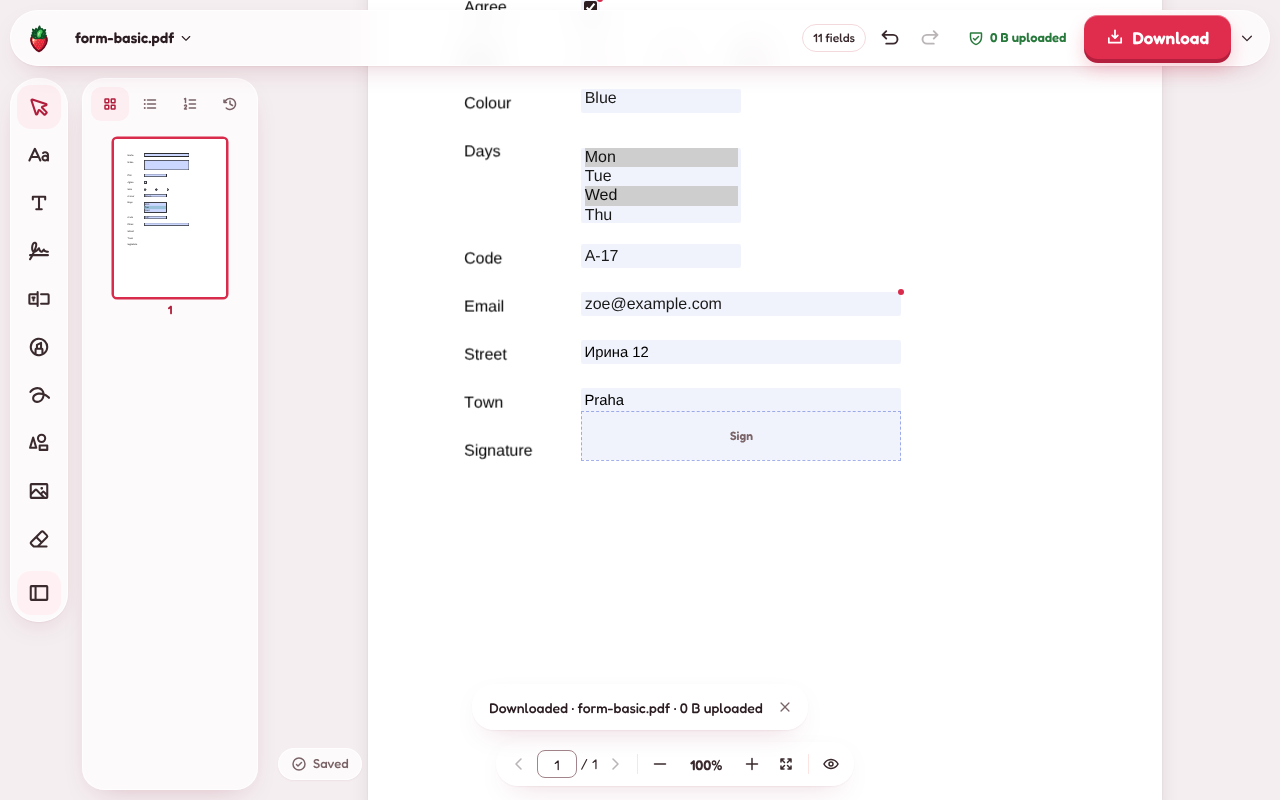 Agree
form-basic.pdf
11 fields
0 B uploaded
Download
Colour Blue
Days
Mon
Tue
Wed
Thu
Code A-17
Email zoe@example.com
Street Ирина 12
Town Praha
Signature Sign
Aa
T
1
Downloaded · form-basic.pdf · 0 B uploaded
Saved
1 / 1
100%